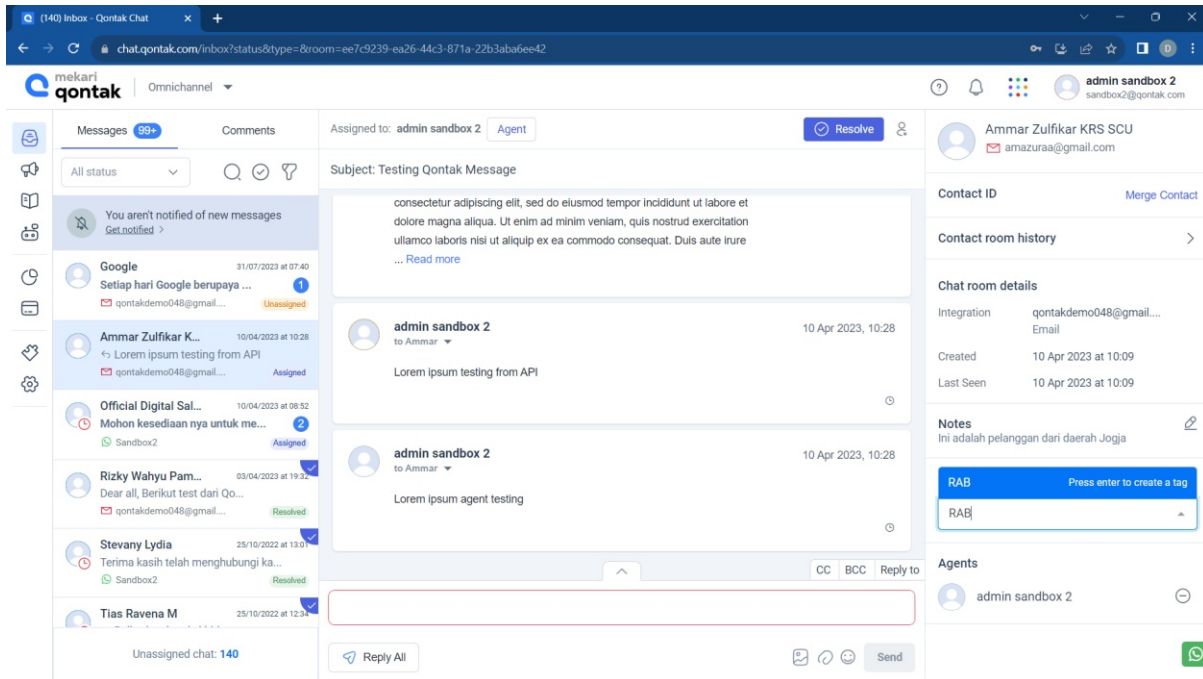 (140) Inbox - Qontak Chat
chat.qontak.com/inbox?status&type=&room=ee7c9239-ea26-44c3-871a-22b3aba6ee42
D
mekari
qontak
Omnichannel
admin sandbox 2
sandbox2@qontak.com
Messages 99+
Comments
All status
You aren't notified of new messages
Get notified >
Google 31/07/2023 at 07:40
Setiap hari Google berupaya ... 1
qontakdemo048@gmail.... Unassigned
Ammar Zulfikar K... 10/04/2023 at 10:28
Lorem ipsum testing from API
qontakdemo048@gmail.... Assigned
Official Digital Sal... 10/04/2023 at 08:52
Mohon kesediaan nya untuk me... 2
Sandbox2 Assigned
Rizky Wahyu Pam... 03/04/2023 at 19:32
Dear all, Berikut test dari Qo...
qontakdemo048@gmail.... Resolved
Stevany Lydia 25/10/2022 at 13:01
Terima kasih telah menghubungi ka...
Sandbox2 Resolved
Tias Ravena M 25/10/2022 at 12:34
Unassigned chat: 140
Assigned to: admin sandbox 2 Agent
Resolve
Subject: Testing Qontak Message
consectetur adipiscing elit, sed do eiusmod tempor incididunt ut labore et
dolore magna aliqua. Ut enim ad minim veniam, quis nostrud exercitation
ullamco laboris nisi ut aliquip ex ea commodo consequat. Duis aute irure
... Read more
admin sandbox 2 10 Apr 2023, 10:28
to Ammar
Lorem ipsum testing from API
admin sandbox 2 10 Apr 2023, 10:28
to Ammar
Lorem ipsum agent testing
CC BCC Reply to
Reply All
Send
Ammar Zulfikar KRS SCU
amazuraa@gmail.com
Contact ID Merge Contact
Contact room history
Chat room details
Integration qontakdemo048@gmail....
Email
Created 10 Apr 2023 at 10:09
Last Seen 10 Apr 2023 at 10:09
Notes
Ini adalah pelanggan dari daerah Jogja
RAB Press enter to create a tag
RAB
Agents
admin sandbox 2